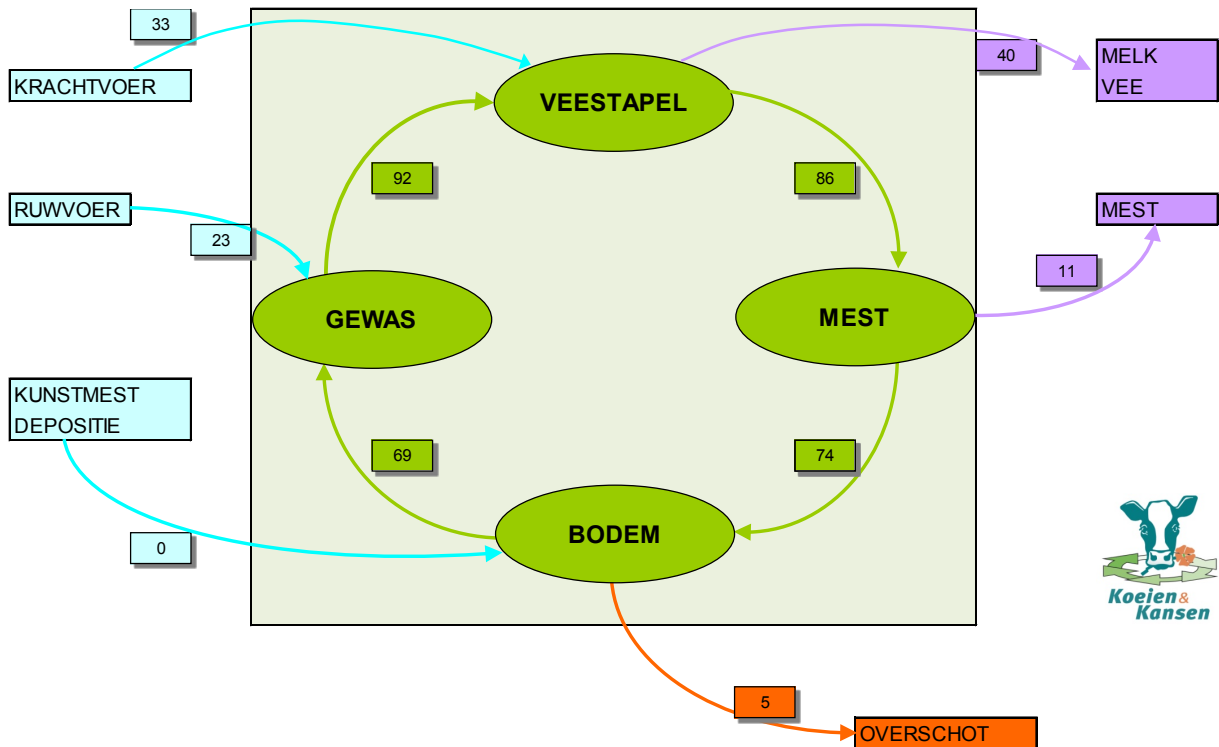 33
KRACHTVOER
VEESTAPEL
40
MELK
VEE
92
86
RUWVOER
23
MEST
11
GEWAS
MEST
KUNSTMEST
DEPOSITIE
69
74
0
BODEM
Koeien &
Kansen
5
OVERSCHOT